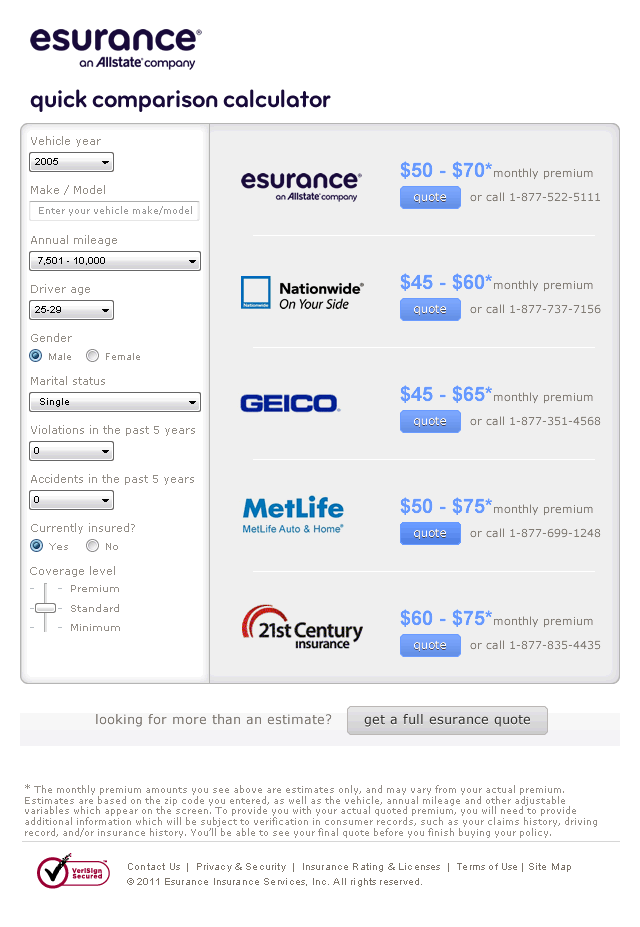 esurance®
an Allstate® company
quick comparison calculator
Vehicle year
2005
Make / Model
Enter your vehicle make/model
Annual mileage
7,501 - 10,000
Driver age
25-29
Gender
Male Female
Marital status
Single
Violations in the past 5 years
0
Accidents in the past 5 years
0
Currently insured?
Yes No
Coverage level
Premium
Standard
Minimum
esurance®
an Allstate® company
$50 - $70* monthly premium
quote or call 1-877-522-5111
Nationwide®
On Your Side
Nationwide
$45 - $60* monthly premium
quote or call 1-877-737-7156
GEICO®
$45 - $65* monthly premium
quote or call 1-877-351-4568
MetLife
MetLife Auto & Home®
$50 - $75* monthly premium
quote or call 1-877-699-1248
21st Century
insurance
$60 - $75* monthly premium
quote or call 1-877-835-4435
looking for more than an estimate? get a full esurance quote
* The monthly premium amounts you see above are estimates only, and may vary from your actual premium.
Estimates are based on the zip code you entered, as well as the vehicle, annual mileage and other adjustable
variables which appear on the screen. To provide you with your actual quoted premium, you will need to provide
additional information which will be subject to verification in consumer records, such as your claims history, driving
record, and/or insurance history. You'll be able to see your final quote before you finish buying your policy.
VeriSign
Secured
Contact Us | Privacy & Security | Insurance Rating & Licenses | Terms of Use | Site Map
© 2011 Esurance Insurance Services, Inc. All rights reserved.